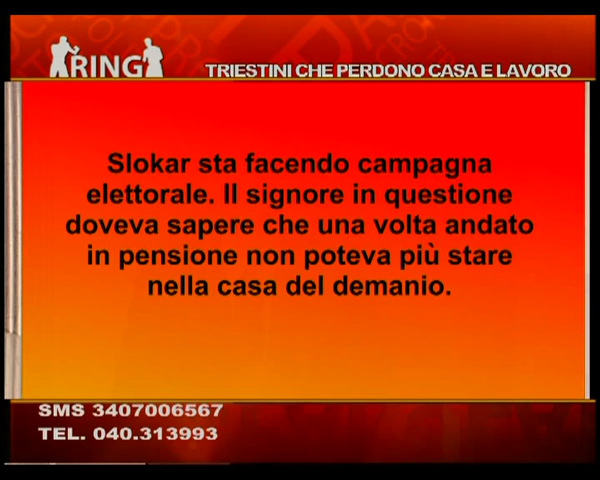 RING
TRIESTINI CHE PERDONO CASA E LAVORO
Slokar sta facendo campagna
elettorale. Il signore in questione
doveva sapere che una volta andato
in pensione non poteva più stare
nella casa del demanio.
SMS 3407006567
TEL. 040.313993